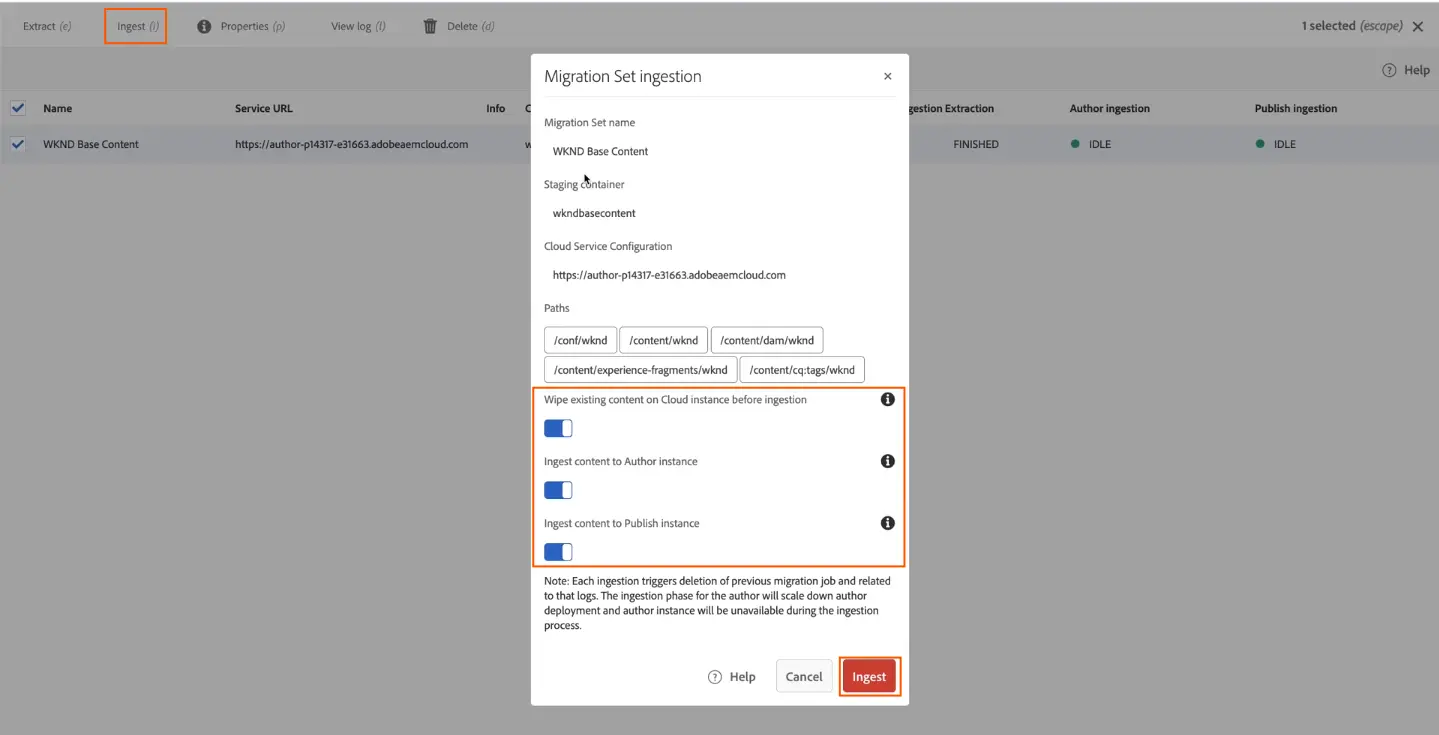 Extract (e) Ingest (i) Properties (p) View log (l) Delete (d) 1 selected (escape)
Help
Name Service URL Info Author ingestion Publish ingestion
Extraction
WKND Base Content https://author-p14317-e31663.adobeaemcloud.com FINISHED IDLE IDLE
Migration Set ingestion
Migration Set name
WKND Base Content
Staging container
wkndbasecontent
Cloud Service Configuration
https://author-p14317-e31663.adobeaemcloud.com
Paths
/conf/wknd /content/wknd /content/dam/wknd
/content/experience-fragments/wknd /content/cq:tags/wknd
Wipe existing content on Cloud instance before ingestion
Ingest content to Author instance
Ingest content to Publish instance
Note: Each ingestion triggers deletion of previous migration job and related
to that logs. The ingestion phase for the author will scale down author
deployment and author instance will be unavailable during the ingestion
process.
Help Cancel Ingest